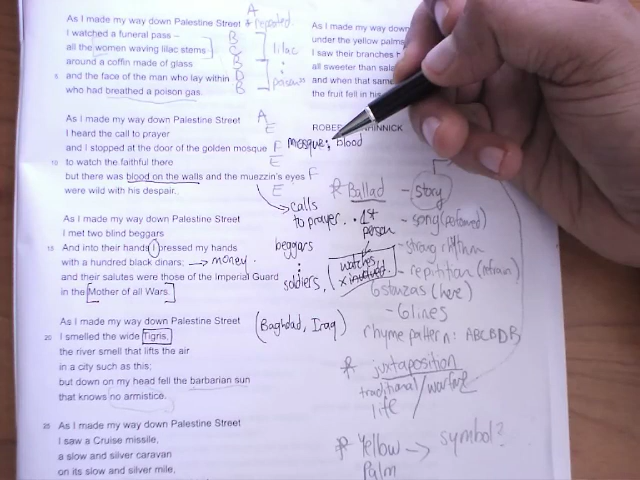 As I made my way down Palestine Street A repeated.
I watched a funeral pass – B
all the women waving lilac stems C lilac
around a coffin made of glass B :
5 and the face of the man who lay within D poison
who had breathed a poison gas. B
As I made my way down Palestine Street A
I heard the call to prayer E
and I stopped at the door of the golden mosque F mosque; blood
10 to watch the faithful there E
but there was blood on the walls and the muezzin's eyes F
were wild with his despair. E
calls to prayer.
As I made my way down Palestine Street
I met two blind beggars
15 And into their hands I pressed my hands
with a hundred black dinars; → money.
and their salutes were those of the Imperial Guard
in the Mother of all Wars.
beggars
:
soldiers,
As I made my way down Palestine Street
20 I smelled the wide Tigris,
the river smell that lifts the air
in a city such as this;
but down on my head fell the barbarian sun
that knows no armistice.
(Baghdad, Iraq)
25 As I made my way down Palestine Street
I saw a Cruise missile,
a slow and silver caravan
on its slow and silver mile,
As I made my way down
under the yellow palms
I saw their branches
all sweeter than
35 and when that same
the fruit fell in his
* Ballad – story
• 1st person
– song (performed)
– strong rhythm
– repitition (refrain)
watches x involved
6 stanzas (here)
– 6 lines
rhyme pattern: ABCBDB
* juxtaposition
traditional life / warfare
* Yellow Palm → symbol?